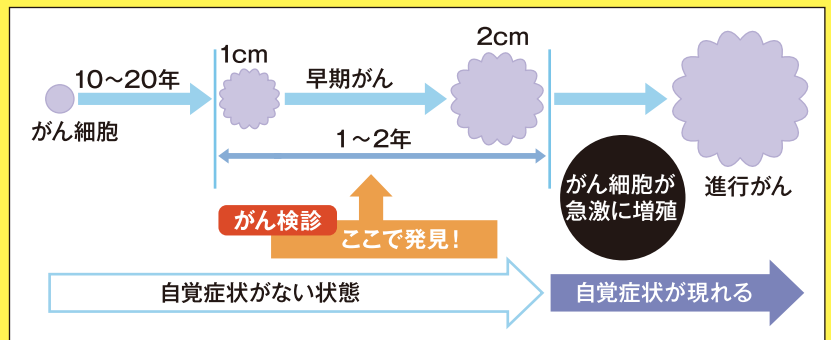 10〜20年
がん細胞
1cm
早期がん
2cm
1〜2年
がん検診
ここで発見！
がん細胞が
急激に増殖
進行がん
自覚症状がない状態
自覚症状が現れる